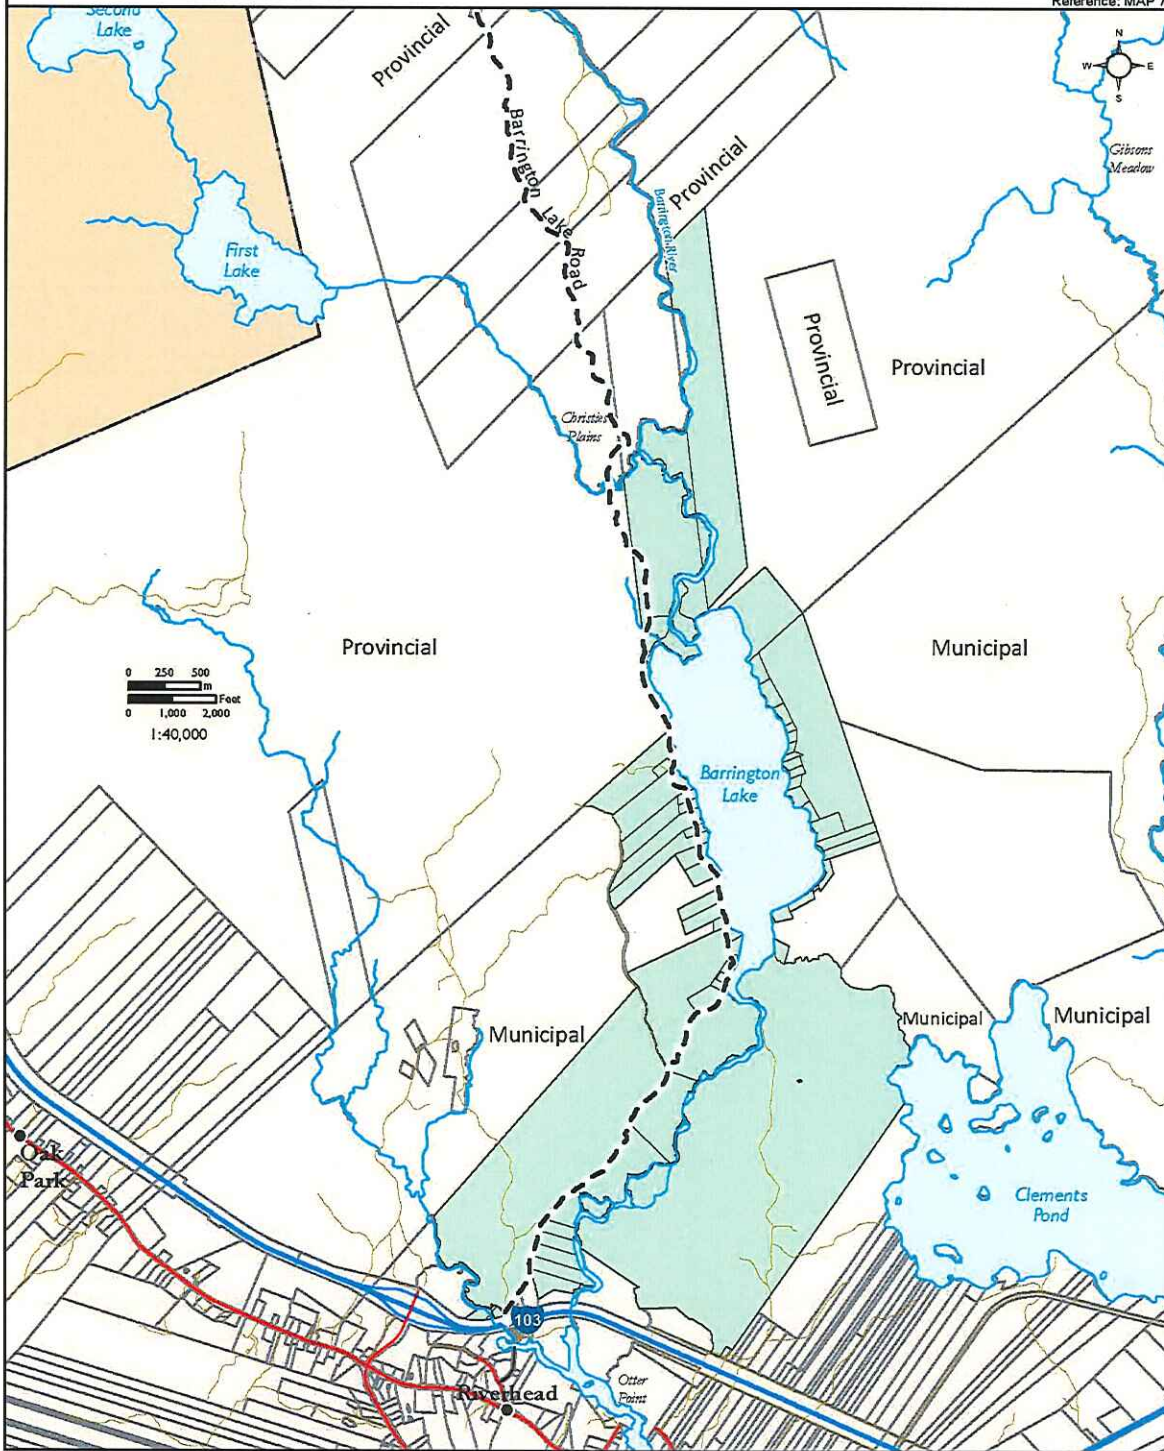 Reference: MAP 7
Second
Lake
Provincial
N
W
E
S
Barrington Lake Road
Gibsons
Meadow
Provincial
Barrington River
First
Lake
Provincial
Provincial
Christies
Plains
Provincial
Municipal
0 250 500
m
Feet
0 1,000 2,000
1:40,000
Barrington
Lake
Municipal
Municipal
Municipal
Oak
Park
Clements
Pond
103
Otter
Point
Riverhead